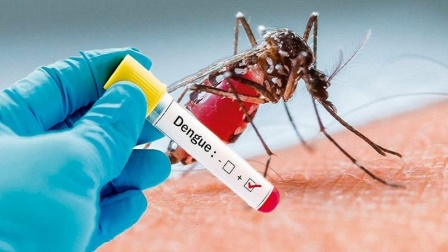 Dengue: - ☐
+ ☑